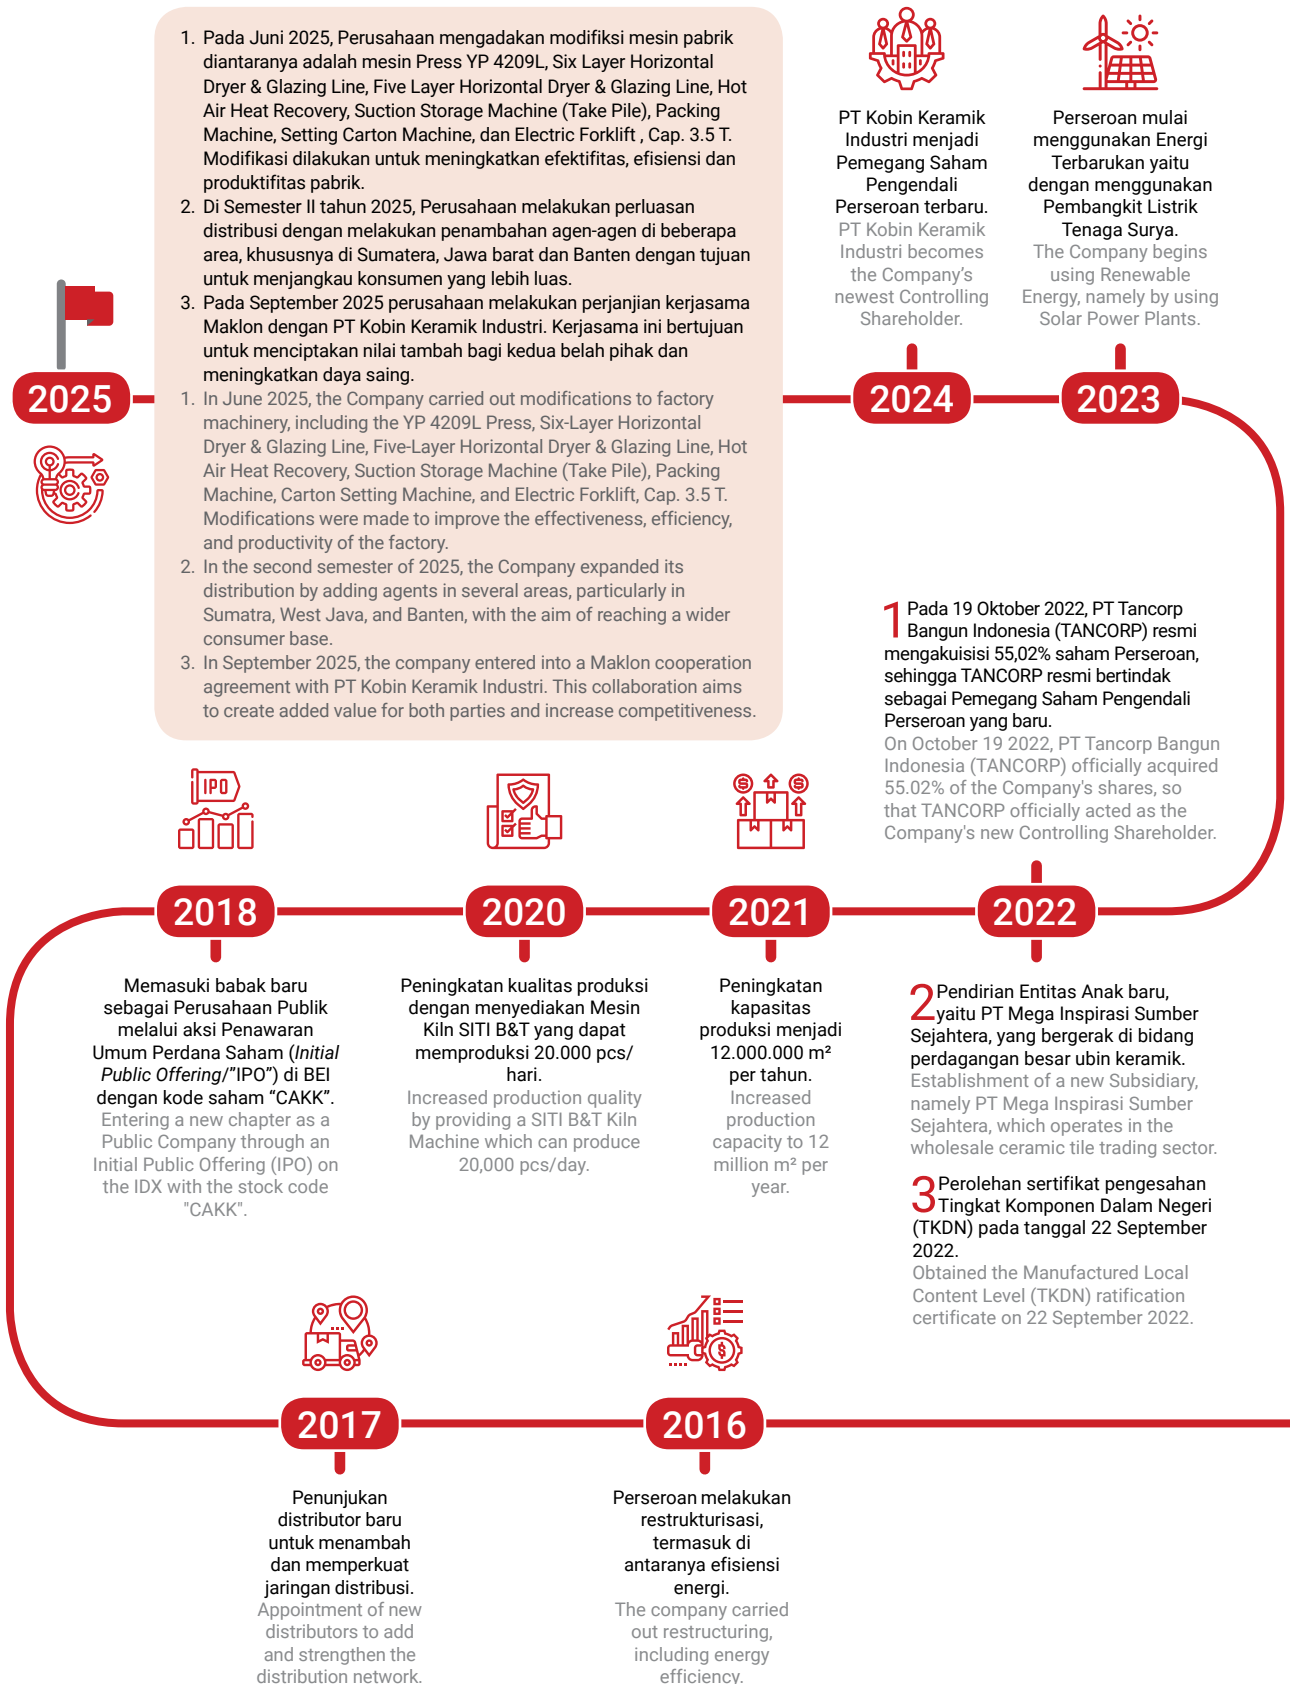 1. Pada Juni 2025, Perusahaan mengadakan modifiksi mesin pabrik
diantaranya adalah mesin Press YP 4209L, Six Layer Horizontal
Dryer & Glazing Line, Five Layer Horizontal Dryer & Glazing Line, Hot
Air Heat Recovery, Suction Storage Machine (Take Pile), Packing
Machine, Setting Carton Machine, dan Electric Forklift , Cap. 3.5 T.
Modifikasi dilakukan untuk meningkatkan efektifitas, efisiensi dan
produktifitas pabrik.
2. Di Semester II tahun 2025, Perusahaan melakukan perluasan
distribusi dengan melakukan penambahan agen-agen di beberapa
area, khususnya di Sumatera, Jawa barat dan Banten dengan tujuan
untuk menjangkau konsumen yang lebih luas.
3. Pada September 2025 perusahaan melakukan perjanjian kerjasama
Maklon dengan PT Kobin Keramik Industri. Kerjasama ini bertujuan
untuk menciptakan nilai tambah bagi kedua belah pihak dan
meningkatkan daya saing.
1. In June 2025, the Company carried out modifications to factory
machinery, including the YP 4209L Press, Six-Layer Horizontal
Dryer & Glazing Line, Five-Layer Horizontal Dryer & Glazing Line, Hot
Air Heat Recovery, Suction Storage Machine (Take Pile), Packing
Machine, Carton Setting Machine, and Electric Forklift, Cap. 3.5 T.
Modifications were made to improve the effectiveness, efficiency,
and productivity of the factory.
2. In the second semester of 2025, the Company expanded its
distribution by adding agents in several areas, particularly in
Sumatra, West Java, and Banten, with the aim of reaching a wider
consumer base.
3. In September 2025, the company entered into a Maklon cooperation
agreement with PT Kobin Keramik Industri. This collaboration aims
to create added value for both parties and increase competitiveness.
2025
PT Kobin Keramik
Industri menjadi
Pemegang Saham
Pengendali
Perseroan terbaru.
PT Kobin Keramik
Industri becomes
the Company's
newest Controlling
Shareholder.
2024
Perseroan mulai
menggunakan Energi
Terbarukan yaitu
dengan menggunakan
Pembangkit Listrik
Tenaga Surya.
The Company begins
using Renewable
Energy, namely by using
Solar Power Plants.
2023
1 Pada 19 Oktober 2022, PT Tancorp
Bangun Indonesia (TANCORP) resmi
mengakuisisi 55,02% saham Perseroan,
sehingga TANCORP resmi bertindak
sebagai Pemegang Saham Pengendali
Perseroan yang baru.
On October 19 2022, PT Tancorp Bangun
Indonesia (TANCORP) officially acquired
55.02% of the Company's shares, so
that TANCORP officially acted as the
Company's new Controlling Shareholder.
IPO
2018
Memasuki babak baru
sebagai Perusahaan Publik
melalui aksi Penawaran
Umum Perdana Saham (Initial
Public Offering/"IPO") di BEI
dengan kode saham “CAKK”.
Entering a new chapter as a
Public Company through an
Initial Public Offering (IPO) on
the IDX with the stock code
"CAKK".
2020
Peningkatan kualitas produksi
dengan menyediakan Mesin
Kiln SITI B&T yang dapat
memproduksi 20.000 pcs/
hari.
Increased production quality
by providing a SITI B&T Kiln
Machine which can produce
20,000 pcs/day.
$ $
2021
Peningkatan
kapasitas
produksi menjadi
12.000.000 m²
per tahun.
Increased
production
capacity to 12
million m² per
year.
2022
2 Pendirian Entitas Anak baru,
yaitu PT Mega Inspirasi Sumber
Sejahtera, yang bergerak di bidang
perdagangan besar ubin keramik.
Establishment of a new Subsidiary,
namely PT Mega Inspirasi Sumber
Sejahtera, which operates in the
wholesale ceramic tile trading sector.
3 Perolehan sertifikat pengesahan
Tingkat Komponen Dalam Negeri
(TKDN) pada tanggal 22 September
2022.
Obtained the Manufactured Local
Content Level (TKDN) ratification
certificate on 22 September 2022.
2017
Penunjukan
distributor baru
untuk menambah
dan memperkuat
jaringan distribusi.
Appointment of new
distributors to add
and strengthen the
distribution network.
$
2016
Perseroan melakukan
restrukturisasi,
termasuk di
antaranya efisiensi
energi.
The company carried
out restructuring,
including energy
efficiency.